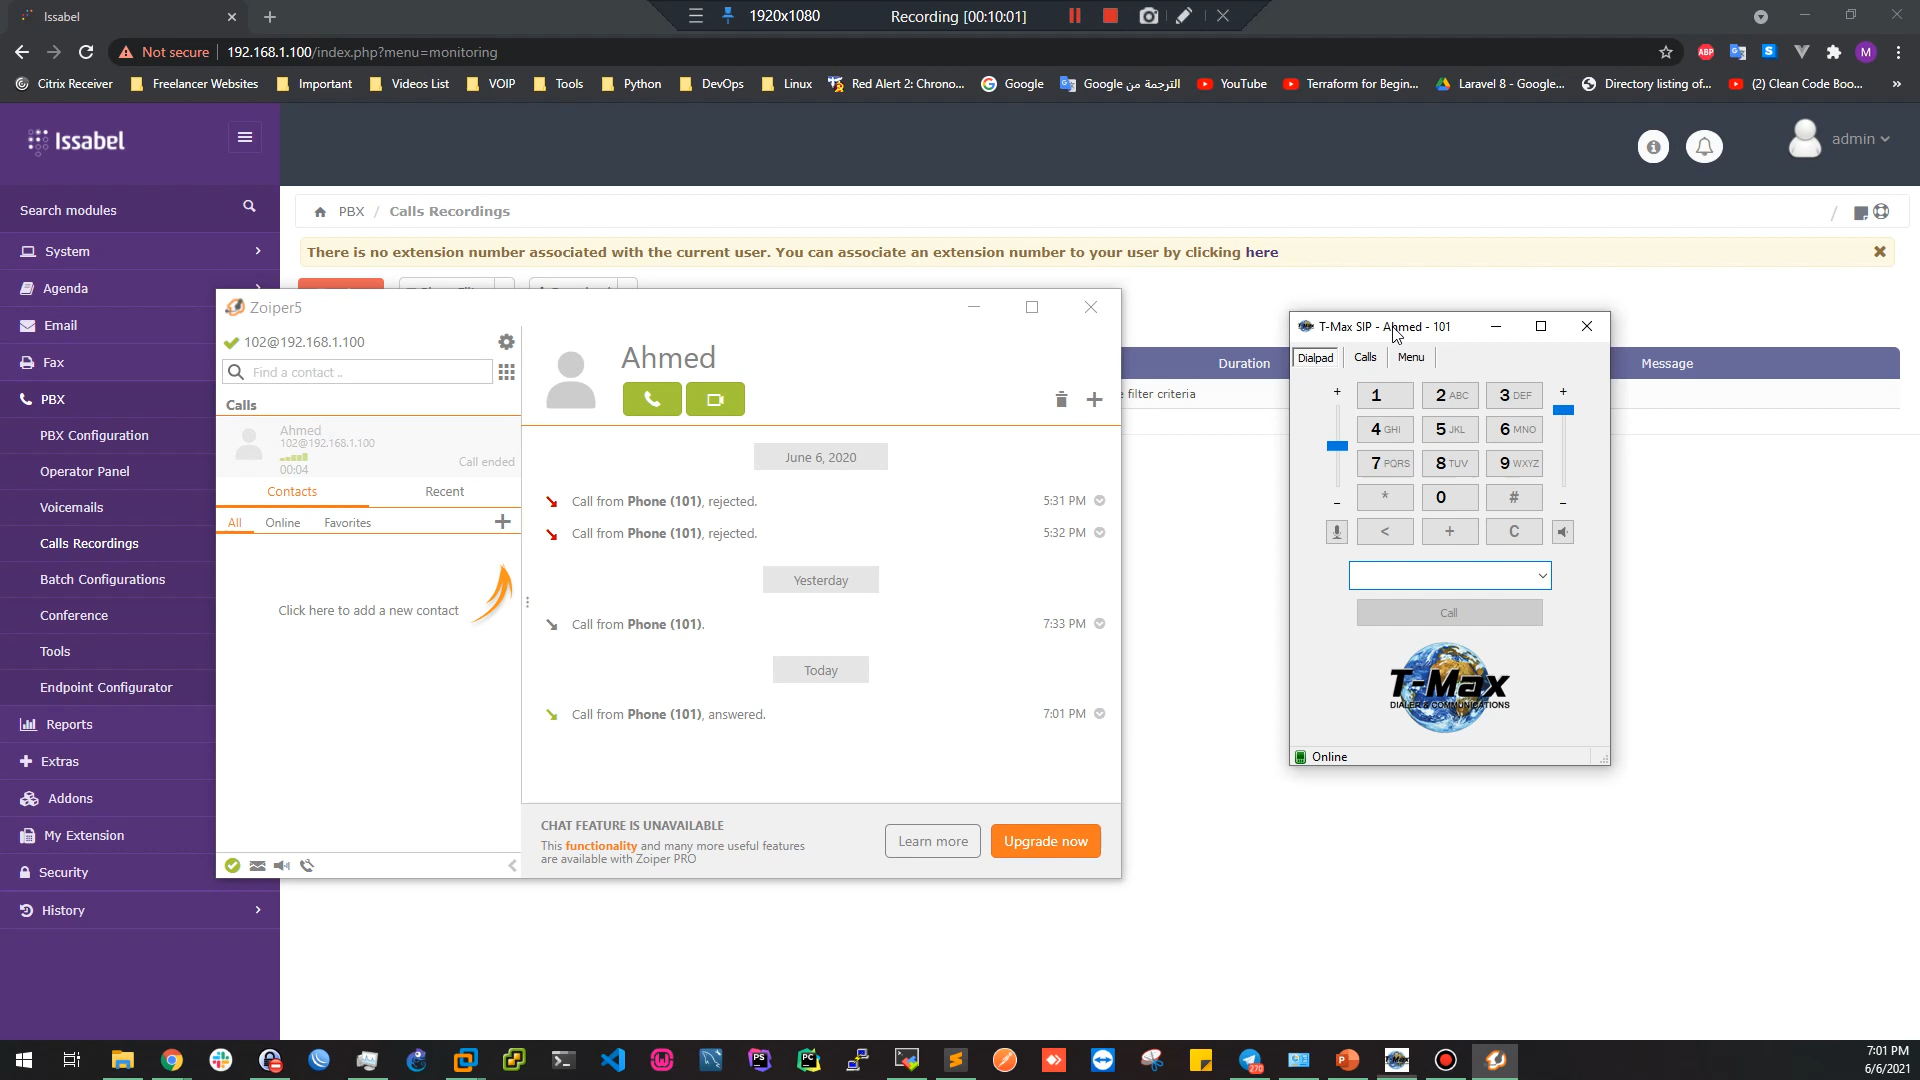 Issabel
1920x1080
Recording [00:10:01]
Not secure
192.168.1.100/index.php?menu=monitoring
ABP
M
Citrix Receiver
Freelancer Websites
Important
Videos List
VOIP
Tools
Python
DevOps
Linux
Red Alert 2: Chrono...
Google
الترجمة من Google
YouTube
Terraform for Begin...
Laravel 8 - Google...
Directory listing of...
(2) Clean Code Boo...
»
Issabel
admin
Search modules
PBX / Calls Recordings
/
There is no extension number associated with the current user. You can associate an extension number to your user by clicking here
System
Agenda
Email
Fax
PBX
PBX Configuration
Operator Panel
Voicemails
Calls Recordings
Batch Configurations
Conference
Tools
Endpoint Configurator
Reports
Extras
Addons
My Extension
Security
History
Duration
Message
filter criteria
Zoiper5
102@192.168.1.100
Find a contact ..
Calls
Ahmed
102@192.168.1.100
00:04
Call ended
Contacts
Recent
All
Online
Favorites
Click here to add a new contact
Ahmed
June 6, 2020
Call from Phone (101), rejected.
5:31 PM
Call from Phone (101), rejected.
5:32 PM
Yesterday
Call from Phone (101).
7:33 PM
Today
Call from Phone (101), answered.
7:01 PM
CHAT FEATURE IS UNAVAILABLE
This functionality and many more useful features
are available with Zoiper PRO
Learn more
Upgrade now
T-Max SIP - Ahmed - 101
Dialpad
Calls
Menu
+
1
2 ABC
3 DEF
+
4 GHI
5 JKL
6 MNO
7 PQRS
8 TUV
9 WXYZ
-
*
0
#
-
<
+
C
Call
T-Max
DIALER & COMMUNICATIONS
Online
7:01 PM
6/6/2021